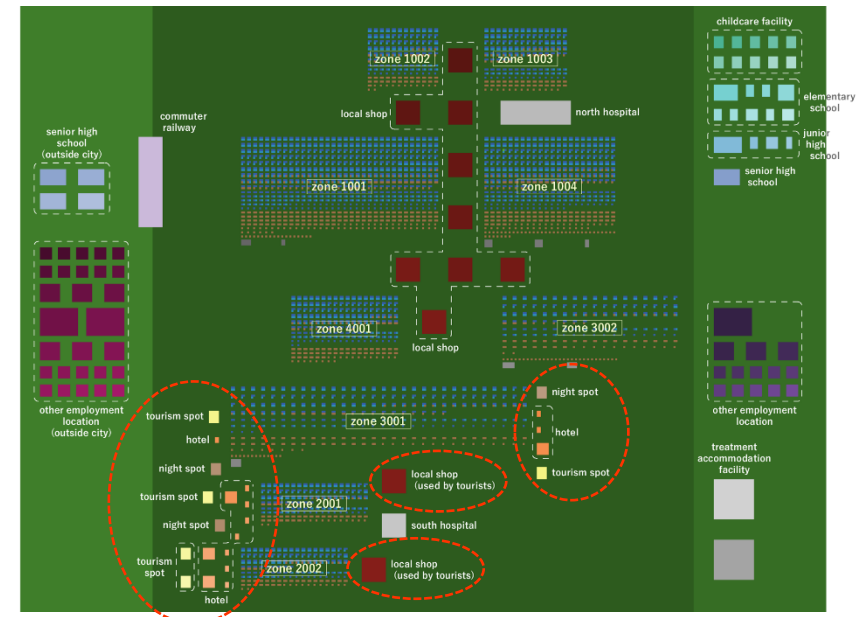 childcare facility
zone 1002
zone 1003
local shop
north hospital
commuter
railway
elementary
school
senior high
school
(outside city)
junior
high
school
senior high
school
zone 1001
zone 1004
zone 4001
zone 3002
local shop
other employment
location
(outside city)
other employment
location
night spot
tourism spot
zone 3001
hotel
hotel
treatment
accommodation
facility
night spot
local shop
(used by tourists)
tourism spot
tourism spot
zone 2001
night spot
south hospital
tourism
spot
zone 2002
local shop
(used by tourists)
hotel